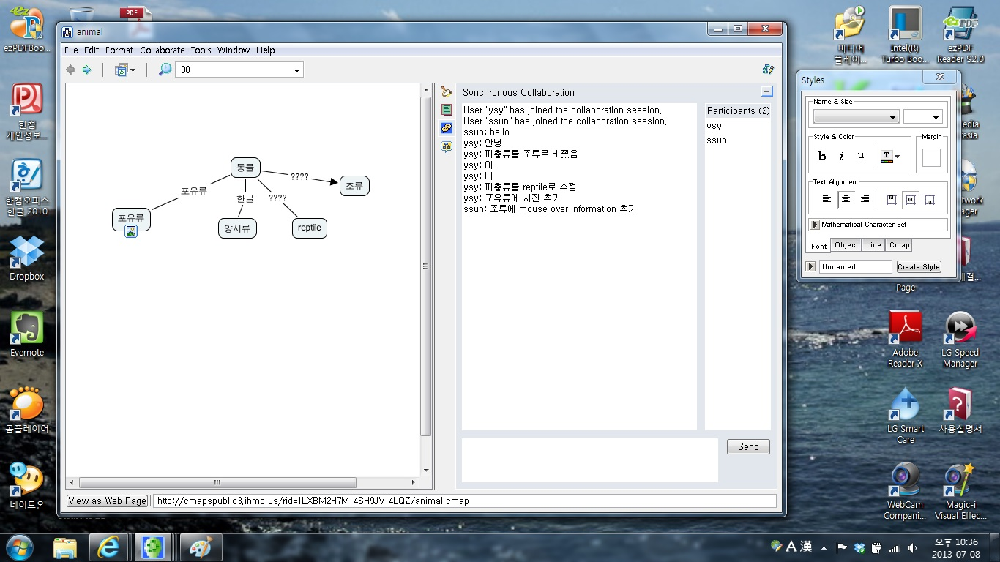 animal
File Edit Format Collaborate Tools Window Help
100
동물
????
조류
포유류
한글
????
포유류
양서류
reptile
Synchronous Collaboration
User "ysy" has joined the collaboration session.
User "ssun" has joined the collaboration session.
ssun: hello
ysy: 안녕
ysy: 파충류를 조류로 바꼈음
ysy: 마
ysy: 니
ysy: 파충류를 reptile로 수정
ysy: 포유류에 사진 추가
ssun: 조류에 mouse over information 추가
Participants (2)
ysy
ssun
Send
View as Web Page
http://cmapspublic3.ihmc.us/rid=1LXBM2H7M-4SH9JV-4LQZ/animal.cmap
Styles
Name & Size
Style & Color
Margin
b i u T
Text Alignment
Mathematical Character Set
Font Object Line Cmap
Unnamed
Create Style
PDF
ezPDFBoo...
한컴
개인정보...
한컴오피스
한글 2010
Dropbox
Evernote
곰플레이어
네이트온
미디어
플레이...
Intel(R)
Turbo Boo...
ezPDF
Reader S2.0
Page
Adobe
Reader X
LG Speed
Manager
LG Smart
Care
사용설명서
WebCam
Compani...
Magic-i
Visual Effec...
A 漢
오후 10:36
2013-07-08